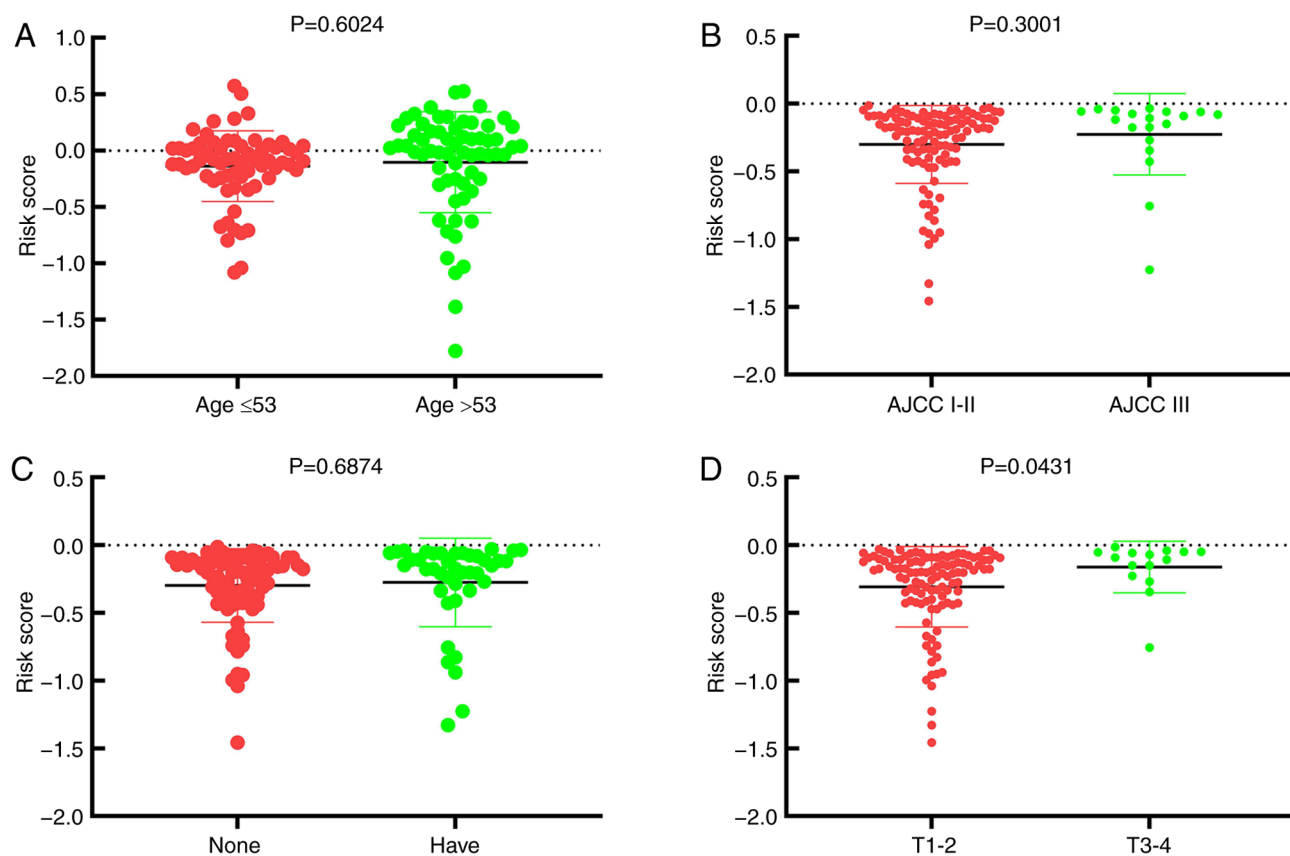 A
P=0.6024
Risk score
1.0
0.5
0.0
−0.5
−1.0
−1.5
−2.0
Age ≤53
Age >53
B
P=0.3001
Risk score
0.5
0.0
−0.5
−1.0
−1.5
−2.0
AJCC I-II
AJCC III
C
P=0.6874
Risk score
0.5
0.0
−0.5
−1.0
−1.5
−2.0
None
Have
D
P=0.0431
Risk score
0.5
0.0
−0.5
−1.0
−1.5
−2.0
T1-2
T3-4